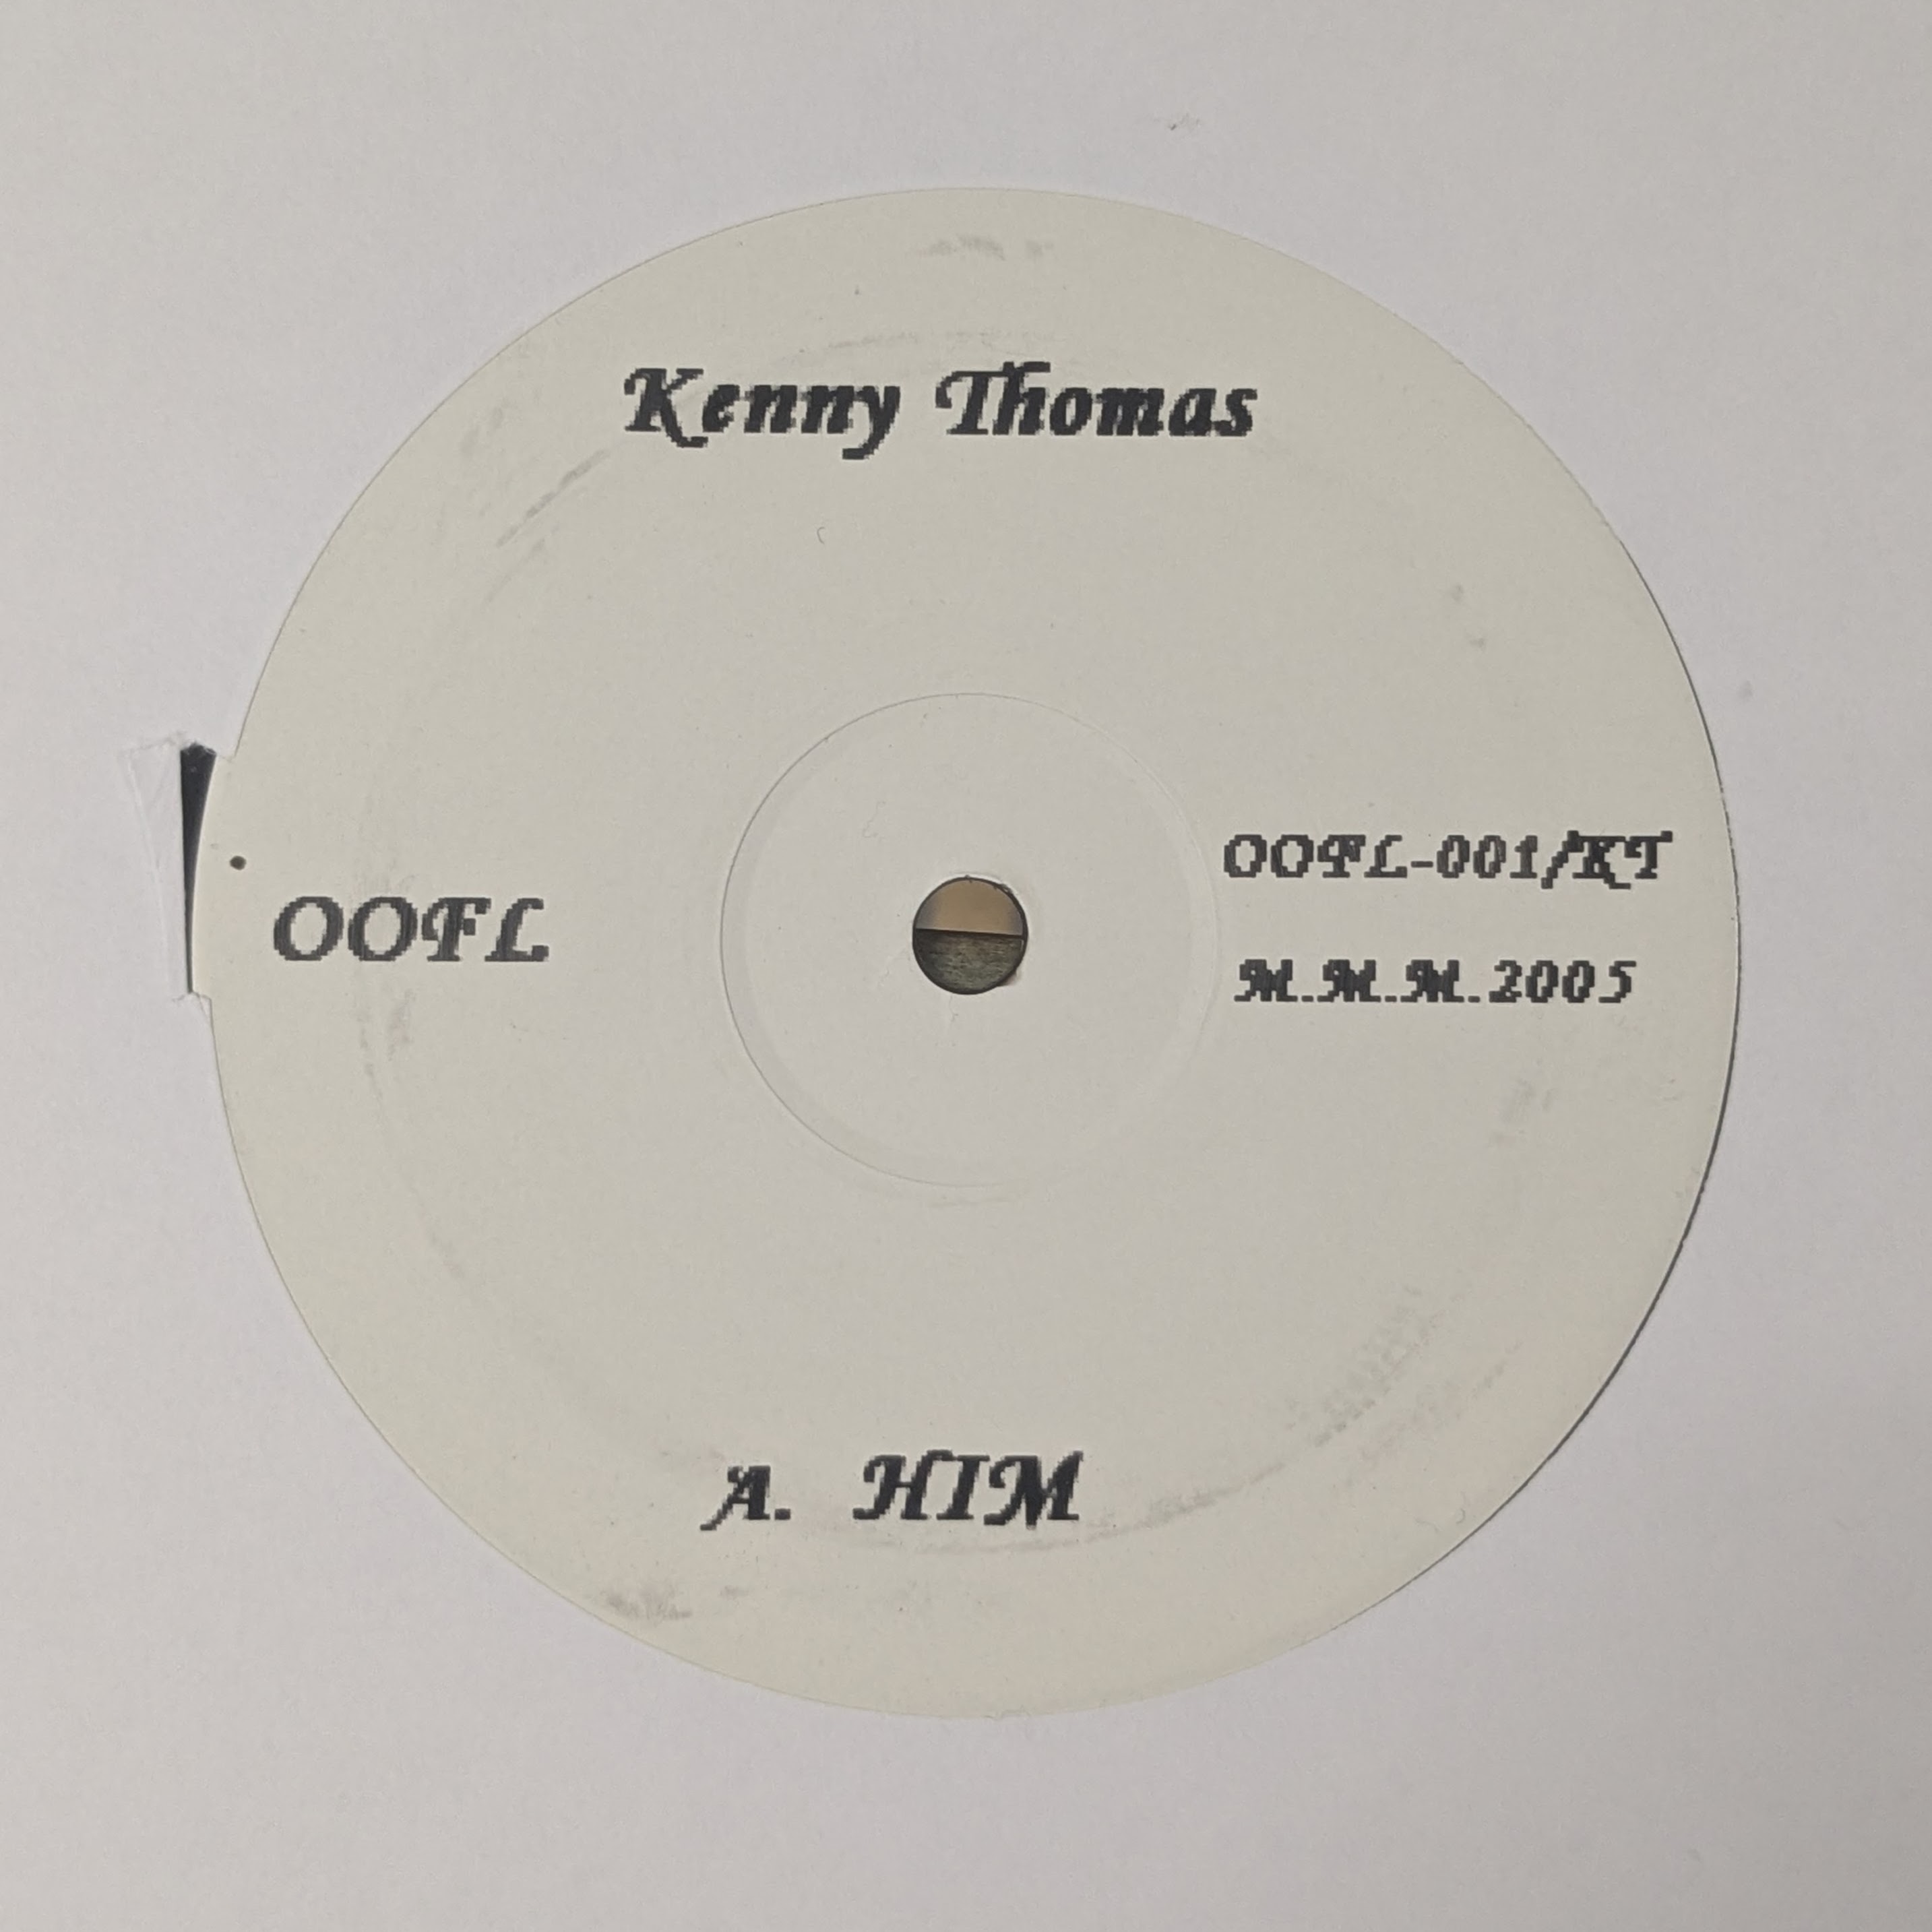 Kenny Thomas
OOFL
OOFL-001/KT
M.M.M.2005
A. HIM